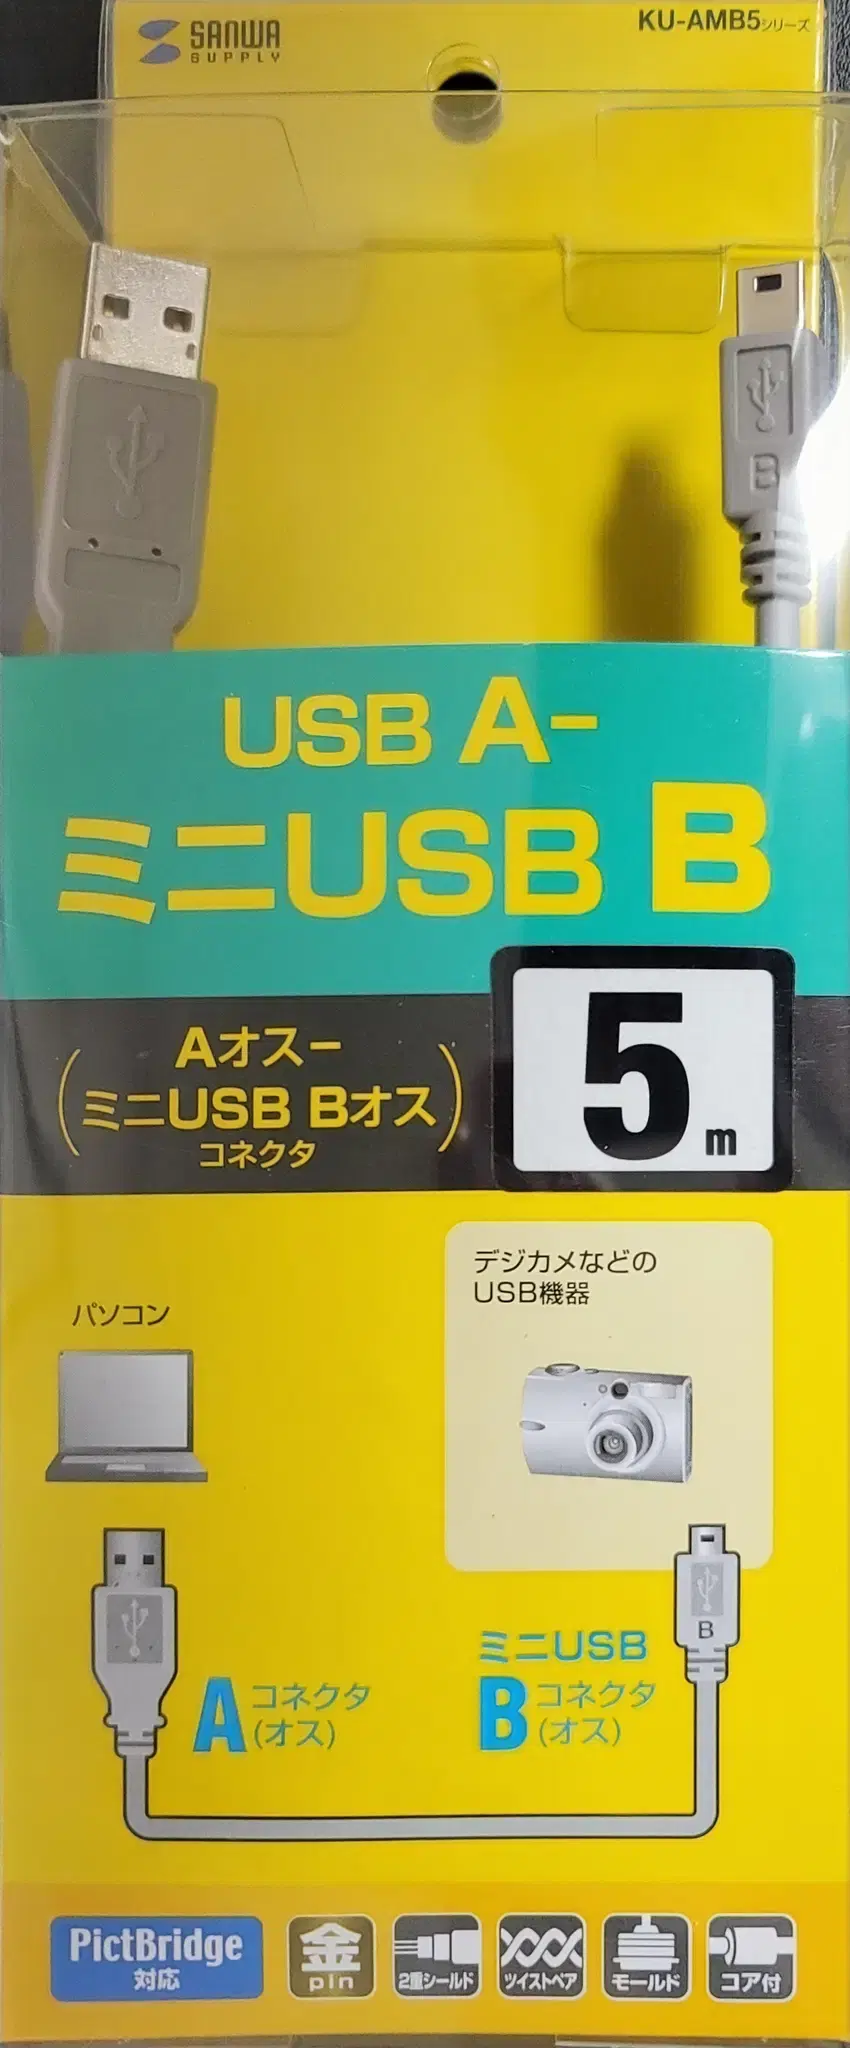 SANWA
SUPPLY
KU-AMB5シリーズ
B
USB A-
ミニUSB B
Aオス-
ミニUSB Bオス
コネクタ
5m
デジカメなどの
USB機器
パソコン
B
ミニUSB
Aコネクタ
(オス)
Bコネクタ
(オス)
PictBridge
対応
金
pin
2重シールド
ツイストペア
モールド
コア付